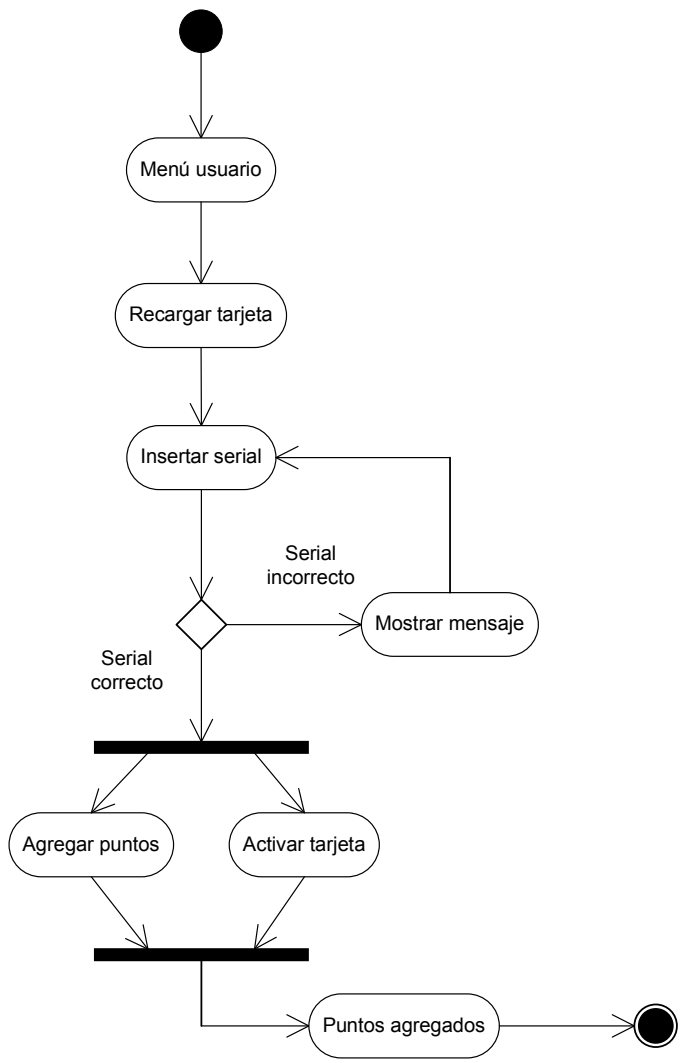 Menú usuario
Recargar tarjeta
Insertar serial
Serial
incorrecto
Mostrar mensaje
Serial
correcto
Agregar puntos
Activar tarjeta
Puntos agregados